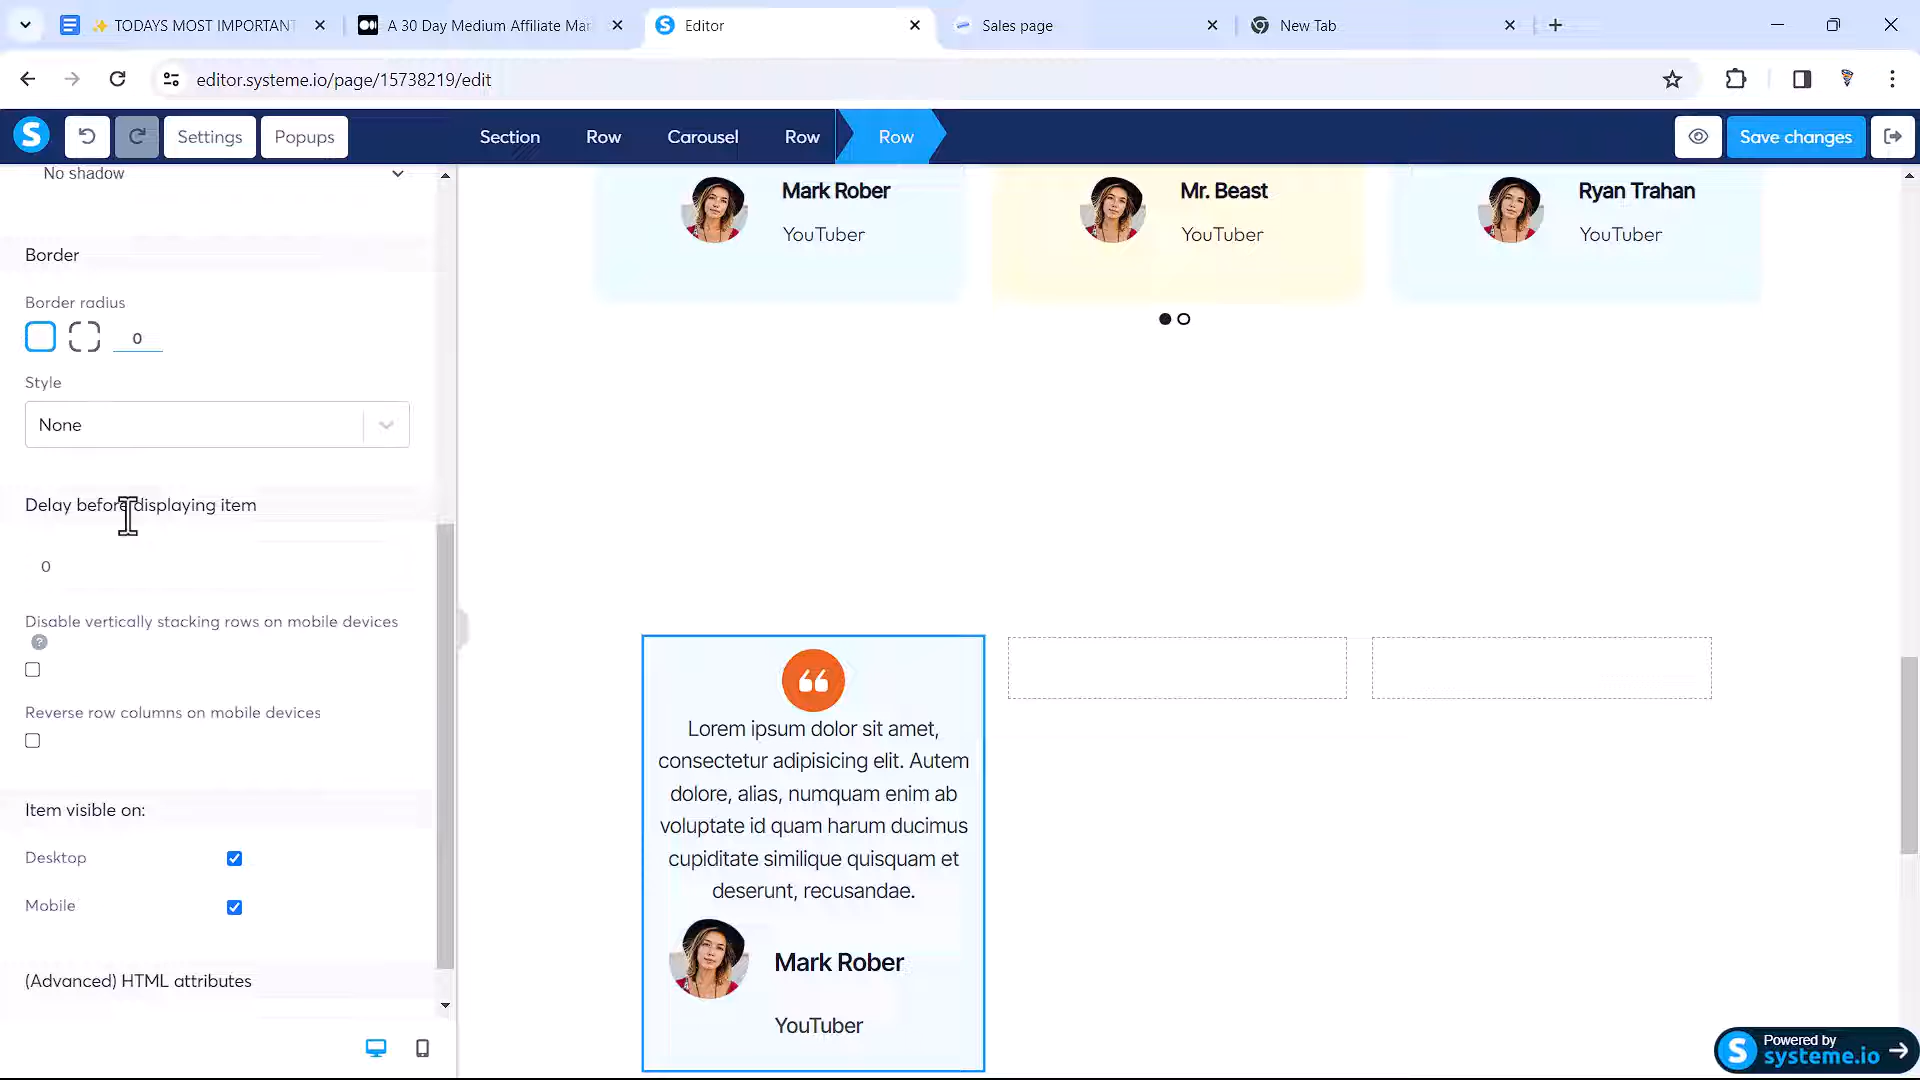 ✨ TODAYS MOST IMPORTANT
A 30 Day Medium Affiliate Mar
Editor
Sales page
New Tab
editor.systeme.io/page/15738219/edit
S
Settings
Popups
Section
Row
Carousel
Row
Row
Save changes
No shadow
Border
Border radius
0
Style
None
Delay before displaying item
0
Disable vertically stacking rows on mobile devices
?
Reverse row columns on mobile devices
Item visible on:
Desktop
Mobile
(Advanced) HTML attributes
Mark Rober
YouTuber
Mr. Beast
YouTuber
Ryan Trahan
YouTuber
Lorem ipsum dolor sit amet,
consectetur adipisicing elit. Autem
dolore, alias, numquam enim ab
voluptate id quam harum ducimus
cupiditate similique quisquam et
deserunt, recusandae.
Mark Rober
YouTuber
S
Powered by
systeme.io